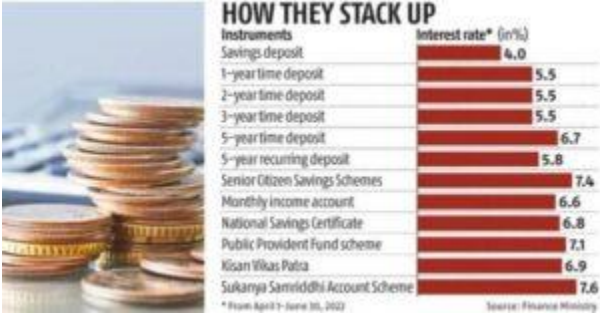 HOW THEY STACK UP
Instruments Interest rate* (in%)
Savings deposit 4.0
1-year time deposit 5.5
2-year time deposit 5.5
3-year time deposit 5.5
5-year time deposit 6.7
5-year recurring deposit 5.8
Senior Citizen Savings Schemes 7.4
Monthly income account 6.6
National Savings Certificate 6.8
Public Provident Fund scheme 7.1
Kisan Vikas Patra 6.9
Sukanya Samriddhi Account Scheme 7.6
* From April 1-June 30, 2022 Source: Finance Ministry